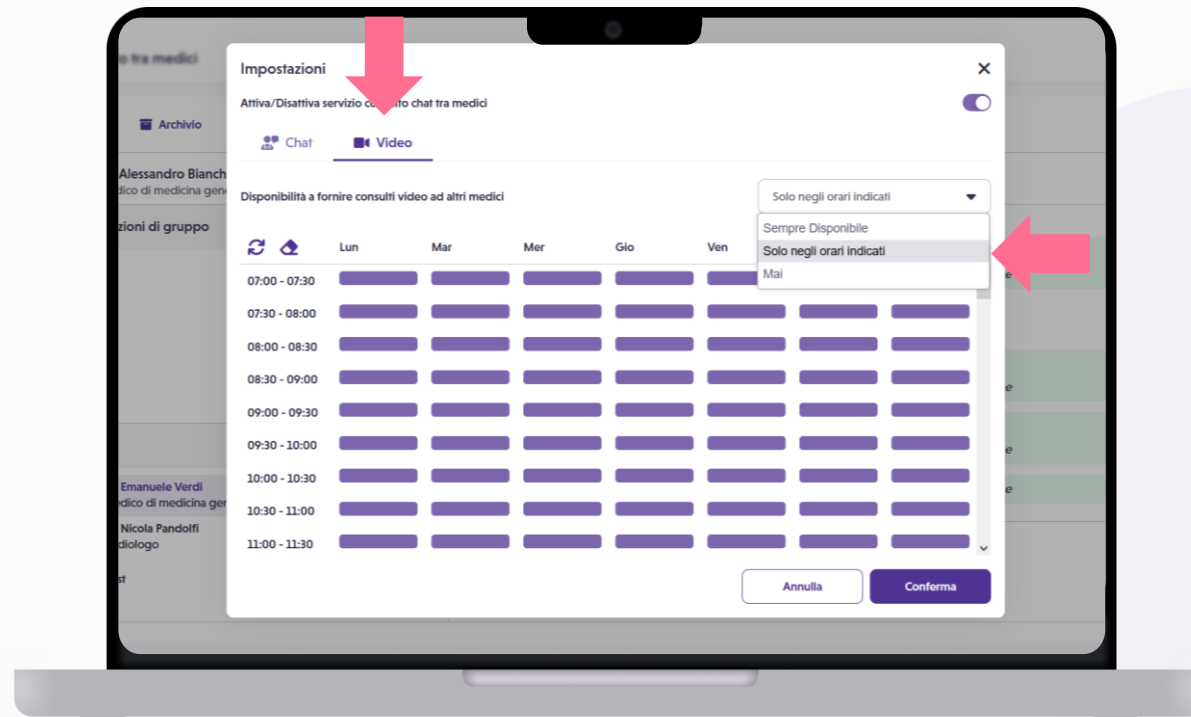 o tra medici
Impostazioni
Attiva/Disattiva servizio co to chat tra medici
Archivio
Chat
Video
Alessandro Bianch
dico di medicina gen
Disponibilità a fornire consulti video ad altri medici
Solo negli orari indicati
zioni di gruppo
Sempre Disponibile
Solo negli orari indicati
Mai
Lun Mar Mer Gio Ven
07:00 - 07:30
07:30 - 08:00
08:00 - 08:30
08:30 - 09:00
e
09:00 - 09:30
09:30 - 10:00
e
10:00 - 10:30
Emanuele Verdi
e
dico di medicina ger
10:30 - 11:00
Nicola Pandolfi
diologo
11:00 - 11:30
st
Annulla
Conferma